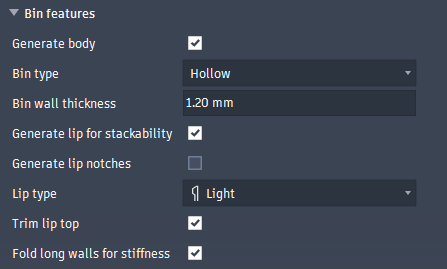 Bin features
Generate body
Bin type Hollow
Bin wall thickness 1.20 mm
Generate lip for stackability
Generate lip notches
Lip type Light
Trim lip top
Fold long walls for stiffness